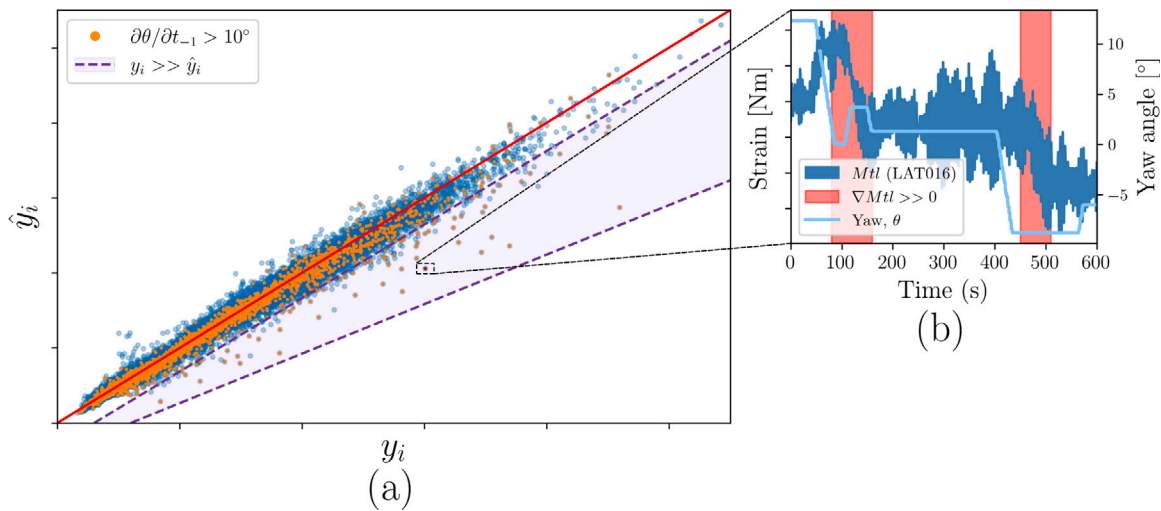 ∂θ/∂t₋₁ > 10°
yᵢ >> ŷᵢ
ŷᵢ
yᵢ
(a)
Strain [Nm]
Mtl (LAT016)
∇Mtl >> 0
Yaw, θ
10
5
0
−5
Yaw angle [°]
0 100 200 300 400 500 600
Time (s)
(b)